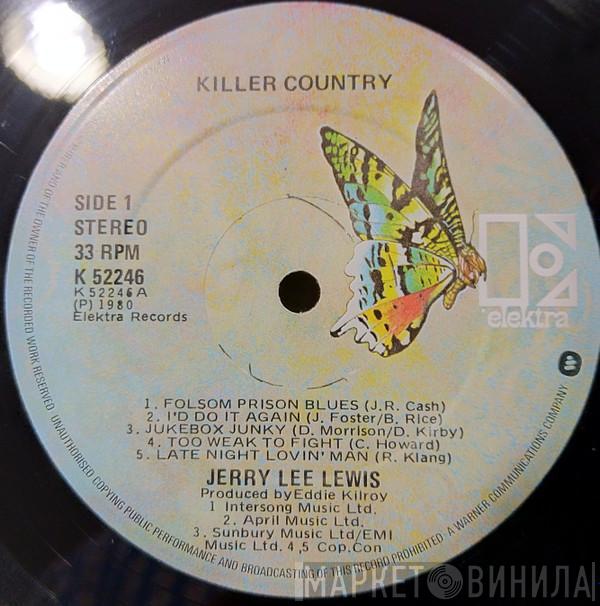 KILLER COUNTRY
SIDE 1
STEREO
33 RPM
K 52246
K 52246 A
(P) 1980
Elektra Records
elektra
1. FOLSOM PRISON BLUES (J.R. Cash)
2. I'D DO IT AGAIN (J. Foster/B. Rice)
3. JUKEBOX JUNKY (D. Morrison/D. Kirby)
4. TOO WEAK TO FIGHT (C. Howard)
5. LATE NIGHT LOVIN' MAN (R. Klang)
JERRY LEE LEWIS
Produced by Eddie Kilroy
1 Intersong Music Ltd.
2. April Music Ltd.
3. Sunbury Music Ltd/EMI
Music Ltd. 4,5 Cop.Con
AND OF THE OWNER OF THE RECORDED WORK RESERVED UNAUTHORISED COPYING PUBLIC PERFORMANCE AND BROADCASTING OF THIS RECORD PROHIBITED. A WARNER COMMUNICATIONS COMPANY
МАРКЕТ ВИНИЛА